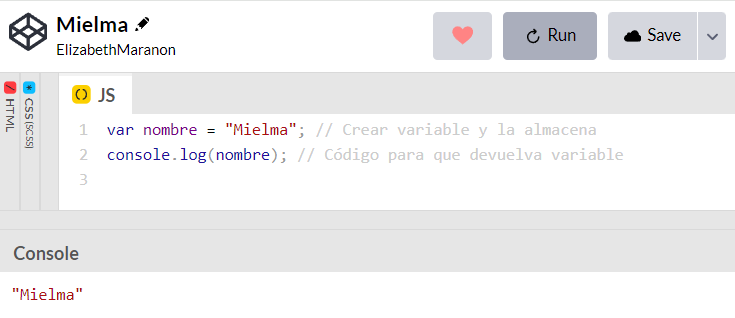 Mielma
ElizabethMaranon
Run
Save
HTML
CSS (SCSS)
JS
1 var nombre = "Mielma"; // Crear variable y la almacena
2 console.log(nombre); // Código para que devuelva variable
3
Console
"Mielma"